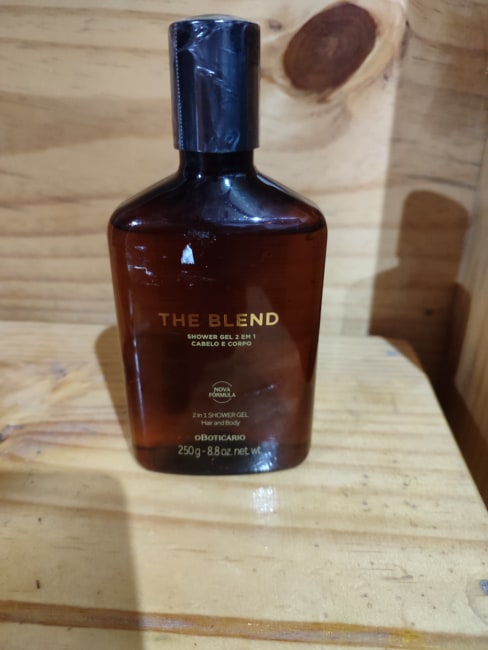 THE BLEND
SHOWER GEL 2 EM 1
CABELO E CORPO
NOVA
FÓRMULA
2 in 1 SHOWER GEL
Hair and Body
OBOTICÁRIO
250 g - 8.8 oz. net. wt.